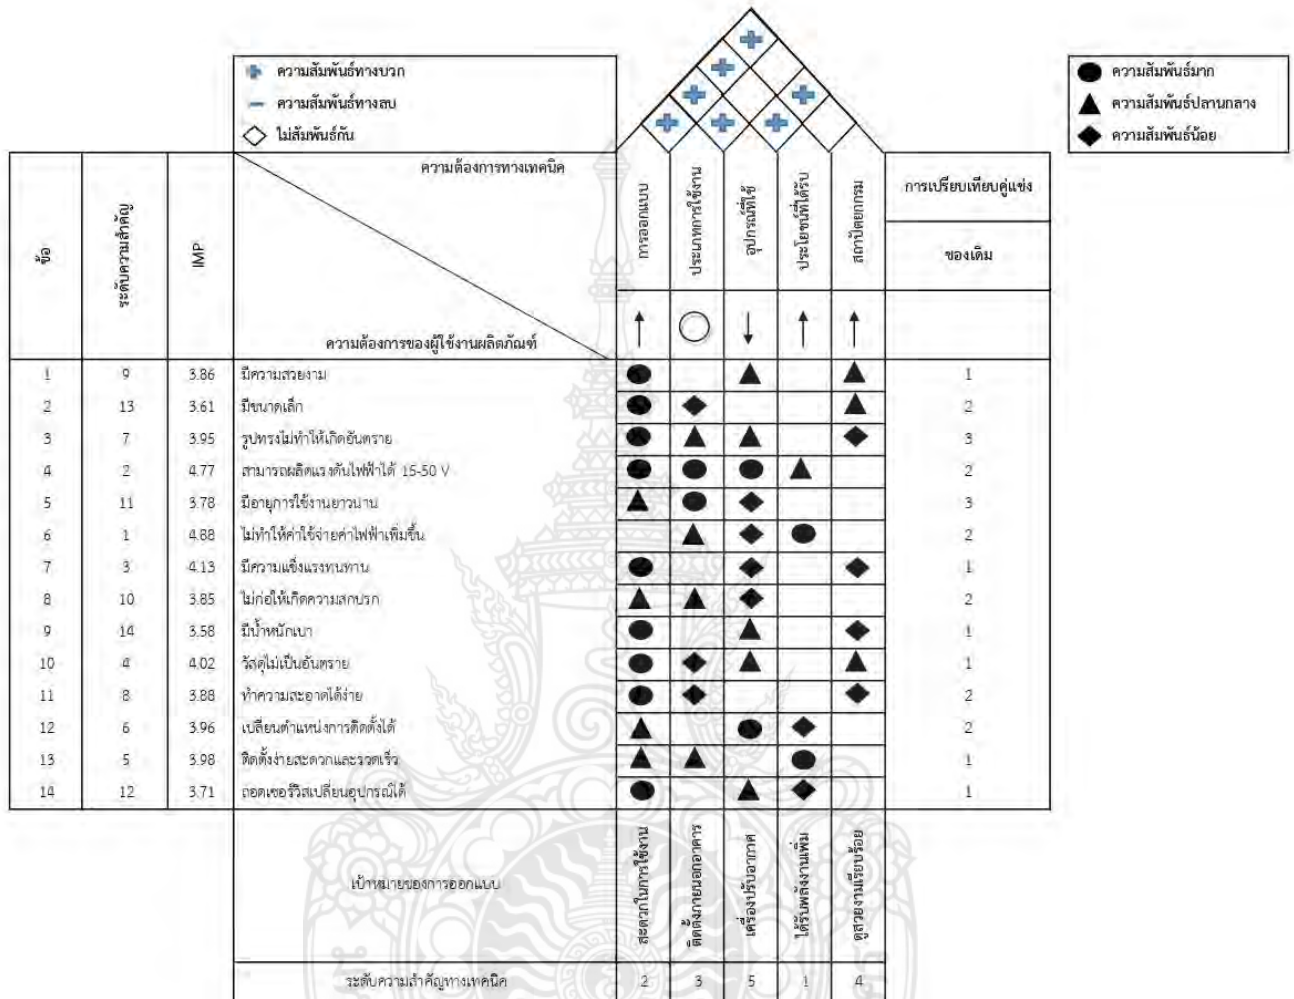 ความสัมพันธ์ทางบวก
ความสัมพันธ์ทางลบ
ไม่สัมพันธ์กัน
ความสัมพันธ์มาก
ความสัมพันธ์ปลานกลาง
ความสัมพันธ์น้อย
ข้อ
ระดับความสำคัญ
IMP
ความต้องการทางเทคนิค
ความต้องการของผู้ใช้งานผลิตภัณฑ์
การออกแบบ
ประเภทการใช้งาน
อุปกรณ์ที่ใช้
ประโยชน์ที่ได้รับ
สถาปัตยกรรม
การเปรียบเทียบคู่แข่ง
ของเดิม
1 9 3.86 มีความสวยงาม 1
2 13 3.61 มีขนาดเล็ก 2
3 7 3.95 รูปทรงไม่ทำให้เกิดอันตราย 3
4 2 4.77 สามารถผลิตแรงดันไฟฟ้าได้ 15-50 V 2
5 11 3.78 มีอายุการใช้งานยาวนาน 3
6 1 4.88 ไม่ทำให้ค่าใช้จ่ายค่าไฟฟ้าเพิ่มขึ้น 2
7 3 4.13 มีความแข็งแรงทนทาน 1
8 10 3.85 ไม่ก่อให้เกิดความสกปรก 2
9 14 3.58 มีน้ำหนักเบา 1
10 4 4.02 วัสดุไม่เป็นอันตราย 1
11 8 3.88 ทำความสะอาดได้ง่าย 2
12 6 3.96 เปลี่ยนตำแหน่งการติดตั้งได้ 2
13 5 3.98 ติดตั้งง่ายสะดวกและรวดเร็ว 1
14 12 3.71 ถอดเซอร์วิสเปลี่ยนอุปกรณ์ได้ 1
เป้าหมายของการออกแบบ
สะดวกในการใช้งาน
ติดตั้งภายนอกอาคาร
เครื่องปรับอากาศ
ได้รับพลังงานเพิ่ม
ดูสวยงามเรียบร้อย
ระดับความสำคัญทางเทคนิค 2 3 5 1 4